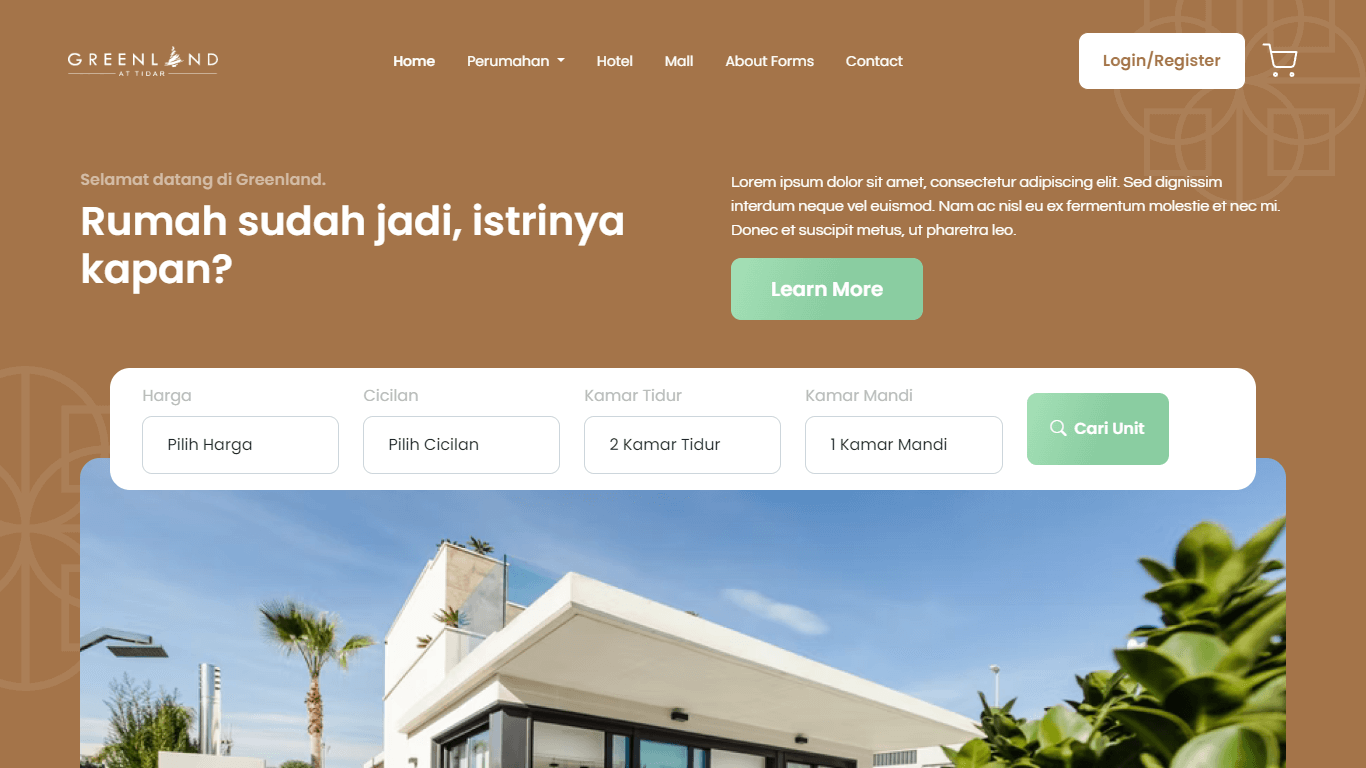 GREENLAND
AT TIDAR
Home
Perumahan
Hotel
Mall
About Forms
Contact
Login/Register
Selamat datang di Greenland.
Rumah sudah jadi, istrinya
kapan?
Lorem ipsum dolor sit amet, consectetur adipiscing elit. Sed dignissim
interdum neque vel euismod. Nam ac nisl eu ex fermentum molestie et nec mi.
Donec et suscipit metus, ut pharetra leo.
Learn More
Harga
Pilih Harga
Cicilan
Pilih Cicilan
Kamar Tidur
2 Kamar Tidur
Kamar Mandi
1 Kamar Mandi
Cari Unit